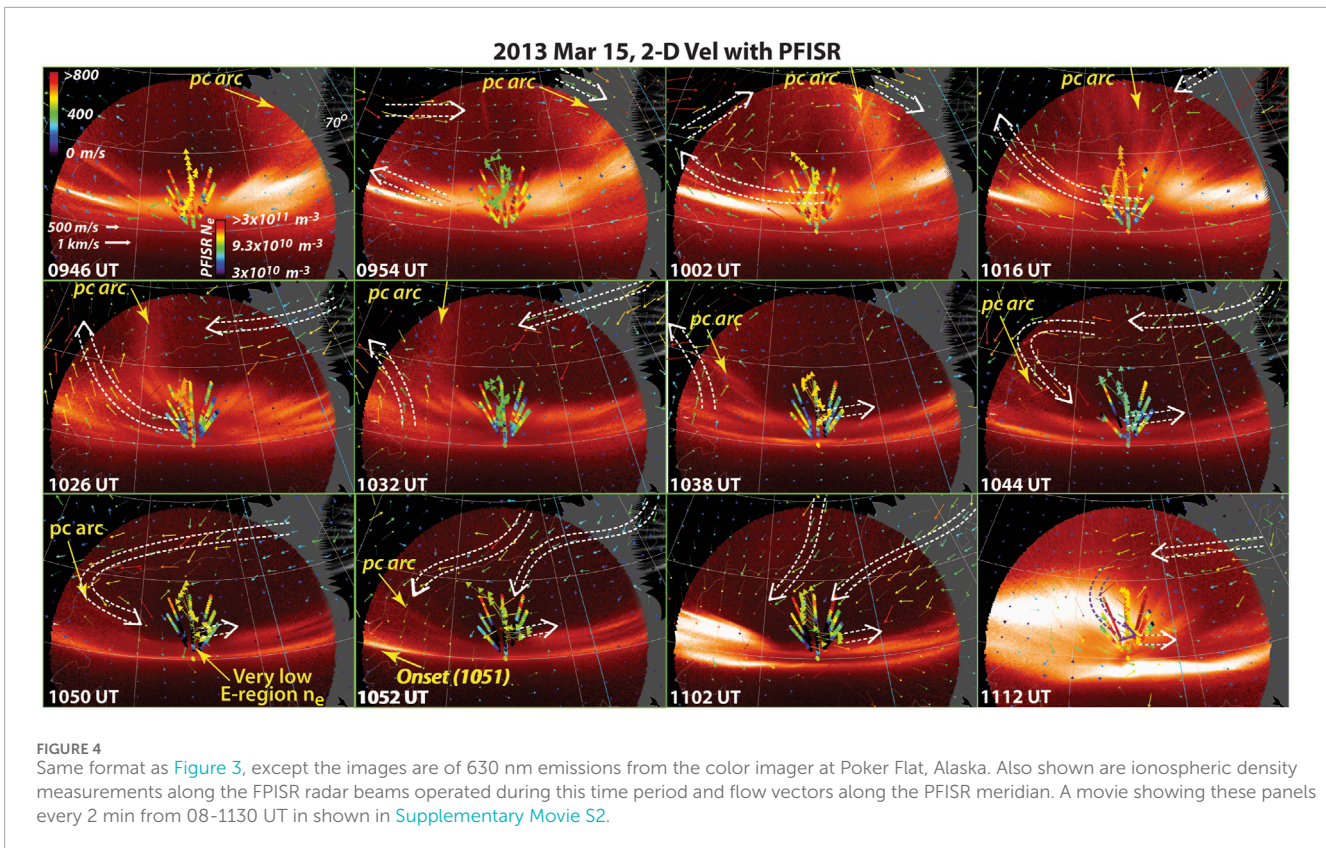 2013 Mar 15, 2-D Vel with PFISR
>800
400
0 m/s
pc arc
70°
500 m/s
1 km/s
PFISR Ne
>3x10¹¹ m⁻³
9.3x10¹⁰ m⁻³
3x10¹⁰ m⁻³
0946 UT
pc arc
0954 UT
pc arc
1002 UT
pc arc
1016 UT
pc arc
1026 UT
pc arc
1032 UT
pc arc
1038 UT
pc arc
1044 UT
pc arc
Very low
E-region ne
1050 UT
pc arc
Onset (1051)
1052 UT
1102 UT
1112 UT
FIGURE 4
Same format as Figure 3, except the images are of 630 nm emissions from the color imager at Poker Flat, Alaska. Also shown are ionospheric density
measurements along the FPISR radar beams operated during this time period and flow vectors along the PFISR meridian. A movie showing these panels
every 2 min from 08-1130 UT in shown in Supplementary Movie S2.